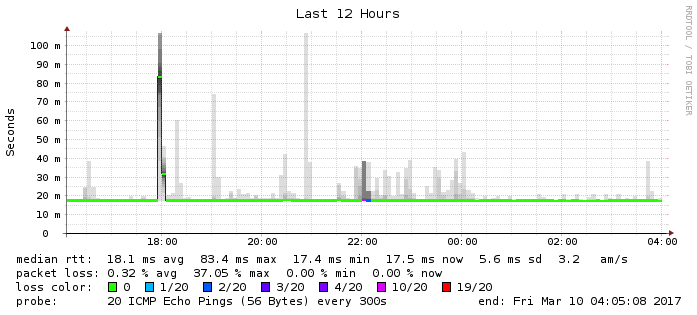 Last 12 Hours
RRDTOOL / TOBI OETIKER
Seconds
100 m
90 m
80 m
70 m
60 m
50 m
40 m
30 m
20 m
10 m
0
18:00 20:00 22:00 00:00 02:00 04:00
median rtt: 18.1 ms avg 83.4 ms max 17.4 ms min 17.5 ms now 5.6 ms sd 3.2 am/s
packet loss: 0.32 % avg 37.05 % max 0.00 % min 0.00 % now
loss color: 0 1/20 2/20 3/20 4/20 10/20 19/20
probe: 20 ICMP Echo Pings (56 Bytes) every 300s end: Fri Mar 10 04:05:08 2017